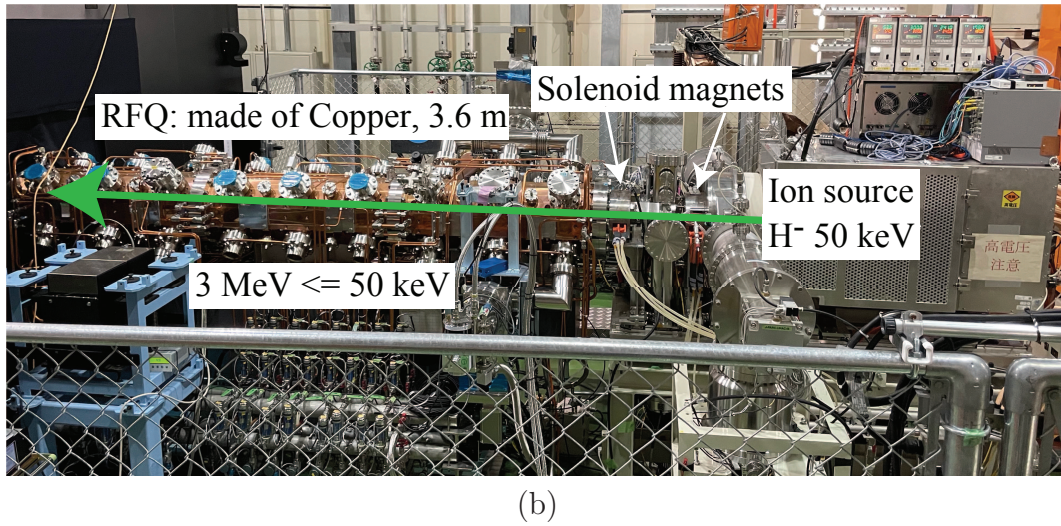 Solenoid magnets
RFQ: made of Copper, 3.6 m
Ion source
H⁻ 50 keV
3 MeV <= 50 keV
高電圧
注意
(b)